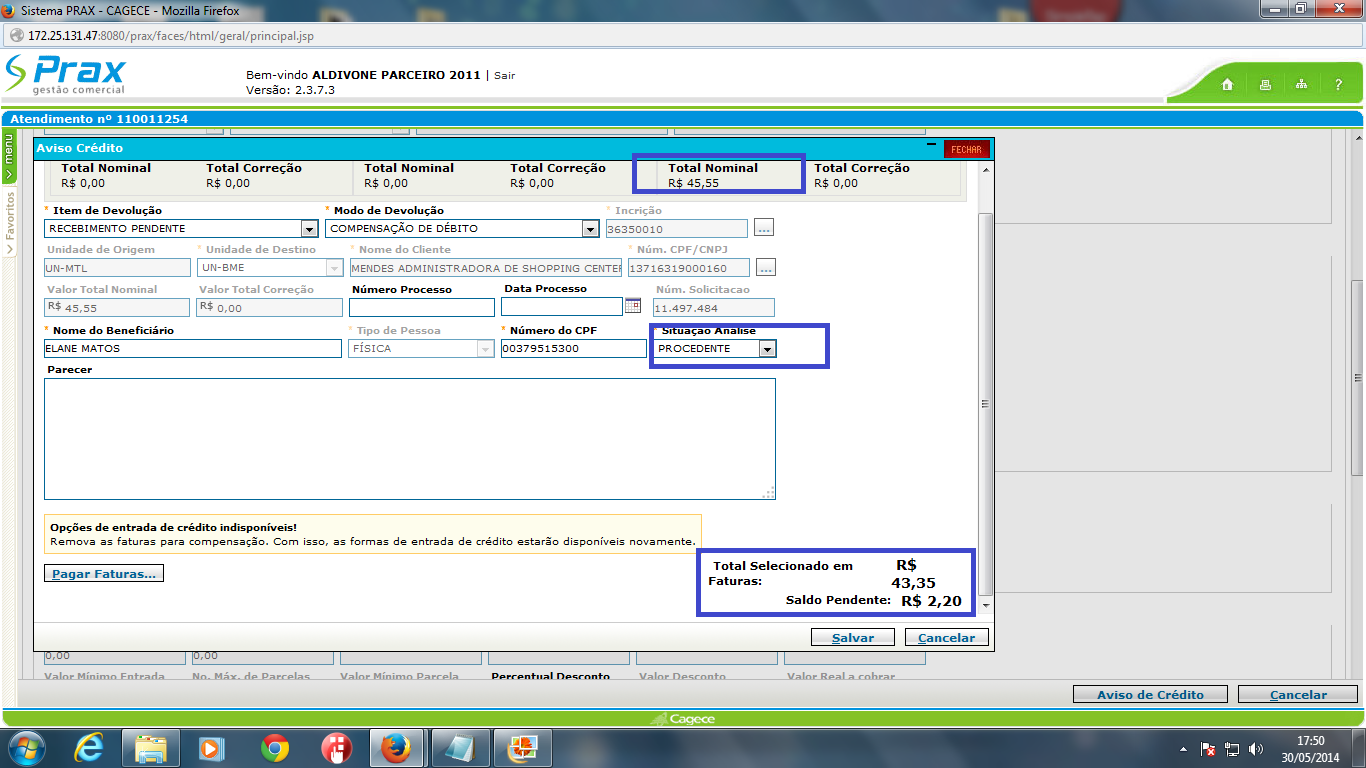 Sistema PRAX - CAGECE - Mozilla Firefox
172.25.131.47:8080/prax/faces/html/geral/principal.jsp
Prax
gestão comercial
Bem-vindo ALDIVONE PARCEIRO 2011 | Sair
Versão: 2.3.7.3
?
Atendimento nº 110011254
menu
Favoritos
Aviso Crédito
FECHAR
Total Nominal Total Correção Total Nominal Total Correção Total Nominal Total Correção
R$ 0,00 R$ 0,00 R$ 0,00 R$ 0,00 R$ 45,55 R$ 0,00
* Item de Devolução * Modo de Devolução * Incrição
RECEBIMENTO PENDENTE COMPENSAÇÃO DE DÉBITO 36350010 ...
Unidade de Origem * Unidade de Destino * Nome do Cliente * Núm. CPF/CNPJ
UN-MTL UN-BME MENDES ADMINISTRADORA DE SHOPPING CENTER 13716319000160 ...
Valor Total Nominal Valor Total Correção Número Processo Data Processo Núm. Solicitacao
R$ 45,55 R$ 0,00 11.497.484
* Nome do Beneficiário * Tipo de Pessoa * Número do CPF Situação Análise
ELANE MATOS FÍSICA 00379515300 PROCEDENTE
Parecer
Opções de entrada de crédito indisponíveis!
Remova as faturas para compensação. Com isso, as formas de entrada de crédito estarão disponíveis novamente.
Pagar Faturas...
Total Selecionado em R$
Faturas: 43,35
Saldo Pendente: R$ 2,20
Salvar Cancelar
0,00 0,00
Valor Mínimo Entrada No. Máx. de Parcelas Valor Mínimo Parcela Percentual Desconto Valor Desconto Valor Real a cobrar
Aviso de Crédito Cancelar
Cagece
17:50
30/05/2014